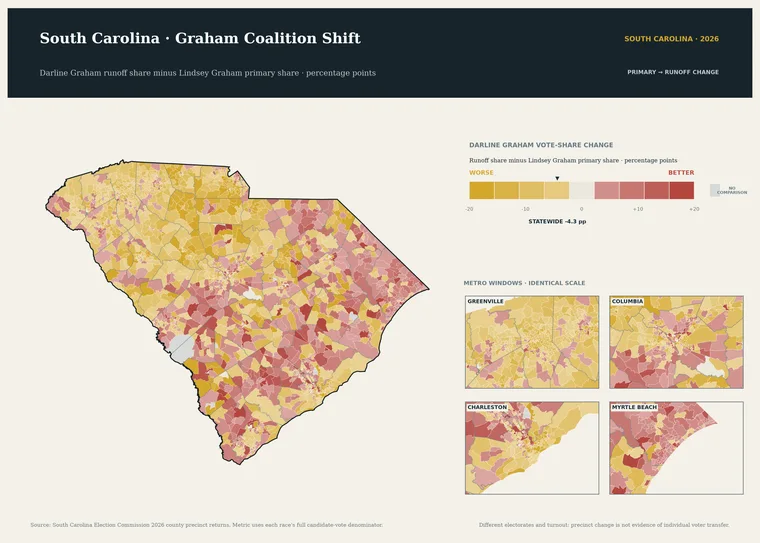 South Carolina · Graham Coalition Shift
SOUTH CAROLINA · 2026
Darline Graham runoff share minus Lindsey Graham primary share · percentage points
PRIMARY → RUNOFF CHANGE
DARLINE GRAHAM VOTE-SHARE CHANGE
Runoff share minus Lindsey Graham primary share · percentage points
WORSE
BETTER
NO
COMPARISON
-20
-10
0
+10
+20
STATEWIDE -4.3 pp
METRO WINDOWS · IDENTICAL SCALE
GREENVILLE
COLUMBIA
CHARLESTON
MYRTLE BEACH
Source: South Carolina Election Commission 2026 county precinct returns. Metric uses each race's full candidate-vote denominator.
Different electorates and turnout; precinct change is not evidence of individual voter transfer.